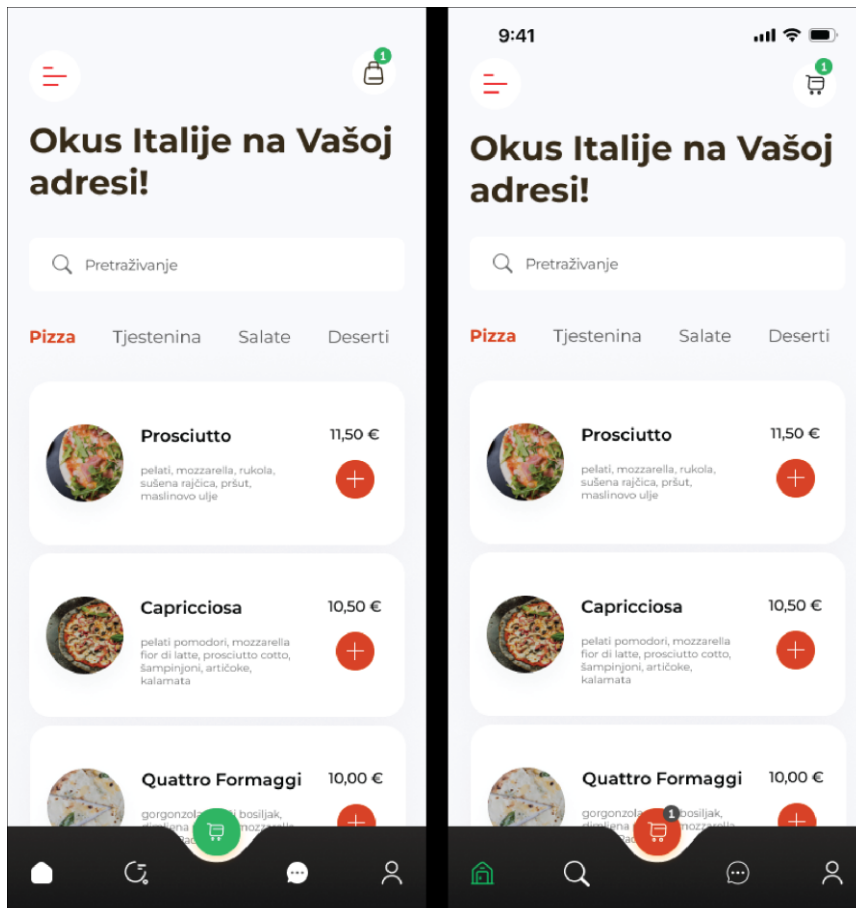 1
Okus Italije na Vašoj
adresi!
Pretraživanje
Pizza Tjestenina Salate Deserti
Prosciutto 11,50 €
pelati, mozzarella, rukola,
sušena rajčica, pršut,
maslinovo ulje
Capricciosa 10,50 €
pelati pomodori, mozzarella
fior di latte, prosciutto cotto,
šampinjoni, artičoke,
kalamata
Quattro Formaggi 10,00 €
gorgonzola bosiljak,
9:41
1
Okus Italije na Vašoj
adresi!
Pretraživanje
Pizza Tjestenina Salate Deserti
Prosciutto 11,50 €
pelati, mozzarella, rukola,
sušena rajčica, pršut,
maslinovo ulje
Capricciosa 10,50 €
pelati pomodori, mozzarella
fior di latte, prosciutto cotto,
šampinjoni, artičoke,
kalamata
Quattro Formaggi 10,00 €
gorgonzola bosiljak,
1